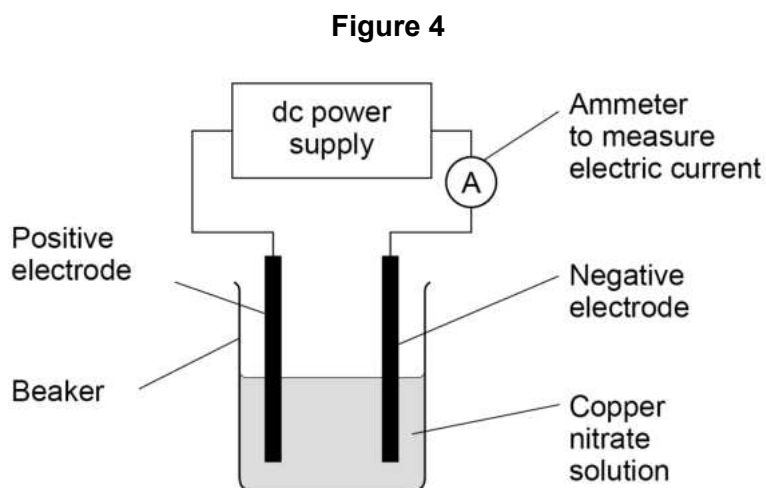 Figure 4
dc power
supply
Ammeter
to measure
electric current
A
Positive
electrode
Negative
electrode
Beaker
Copper
nitrate
solution